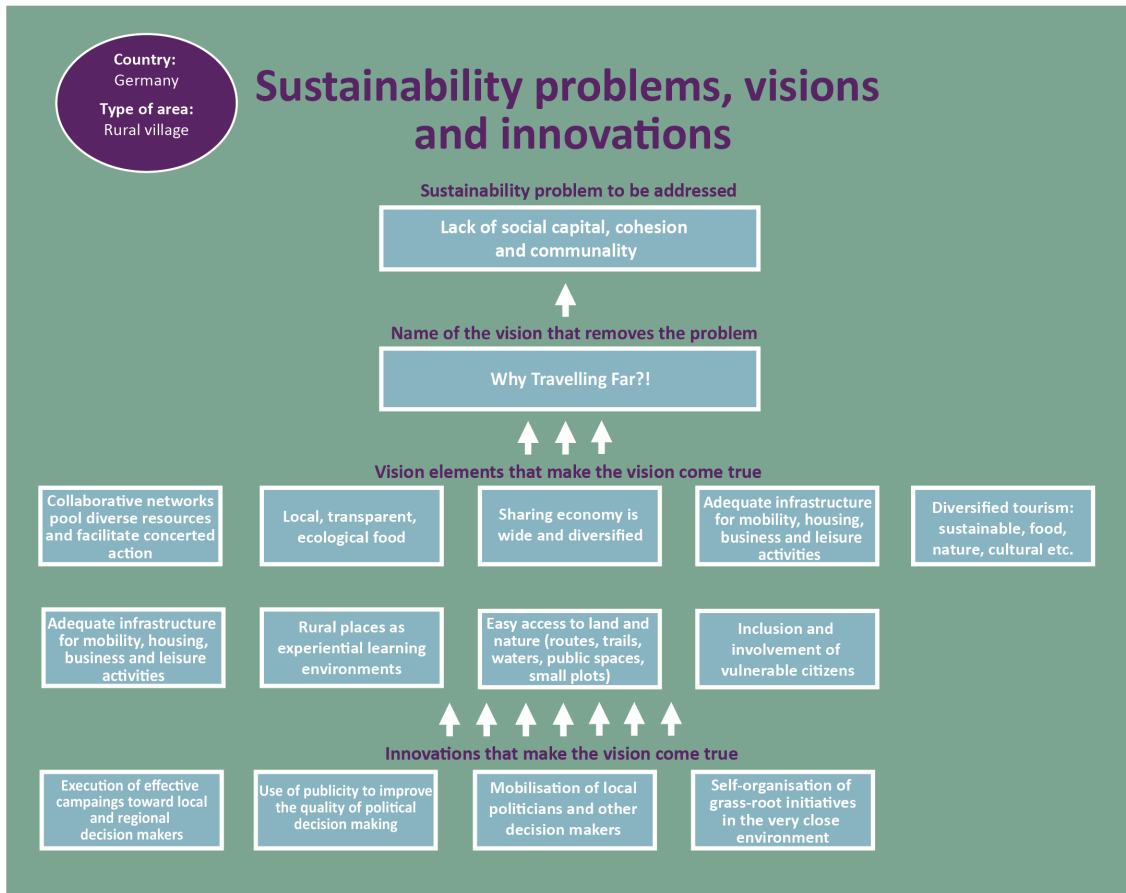 Country:
Germany
Type of area:
Rural village
Sustainability problems, visions
and innovations
Sustainability problem to be addressed
Lack of social capital, cohesion
and communality
Name of the vision that removes the problem
Why Travelling Far?!
Vision elements that make the vision come true
Collaborative networks
pool diverse resources
and facilitate concerted
action
Local, transparent,
ecological food
Sharing economy is
wide and diversified
Adequate infrastructure
for mobility, housing,
business and leisure
activities
Diversified tourism:
sustainable, food,
nature, cultural etc.
Adequate infrastructure
for mobility, housing,
business and leisure
activities
Rural places as
experiential learning
environments
Easy access to land and
nature (routes, trails,
waters, public spaces,
small plots)
Inclusion and
involvement of
vulnerable citizens
Innovations that make the vision come true
Execution of effective
campaings toward local
and regional
decision makers
Use of publicity to improve
the quality of political
decision making
Mobilisation of local
politicians and other
decision makers
Self-organisation of
grass-root initiatives
in the very close
environment